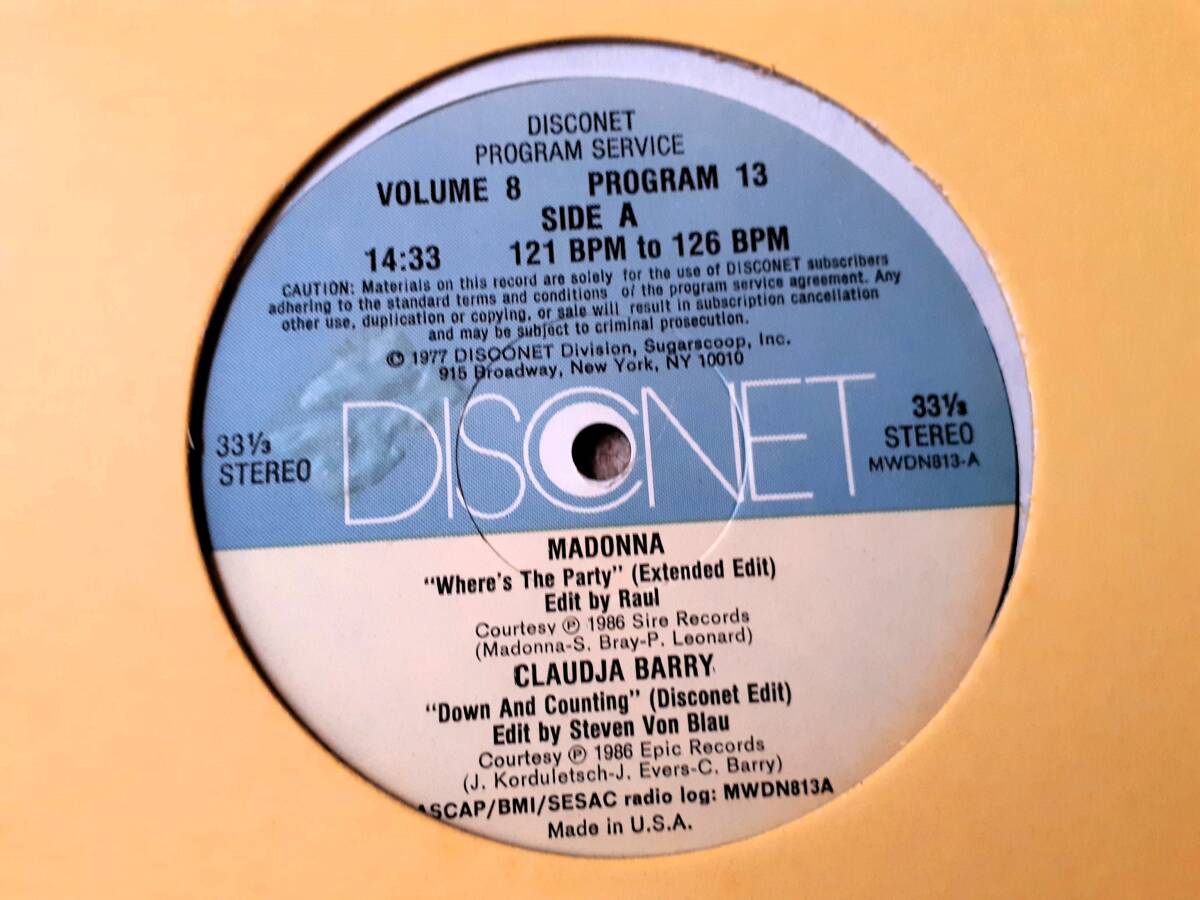 DISCONET
PROGRAM SERVICE
VOLUME 8 PROGRAM 13
SIDE A
14:33 121 BPM to 126 BPM
CAUTION: Materials on this record are solely for the use of DISCONET subscribers
adhering to the standard terms and conditions of the program service agreement. Any
other use, duplication or copying, or sale will result in subscription cancellation
and may be subject to criminal prosecution.
© 1977 DISCONET Division, Sugarscoop, Inc.
915 Broadway, New York, NY 10010
33⅓
STEREO
DISCONET
33⅓
STEREO
MWDN813-A
MADONNA
"Where's The Party" (Extended Edit)
Edit by Raul
Courtesy ℗ 1986 Sire Records
(Madonna-S. Bray-P. Leonard)
CLAUDJA BARRY
"Down And Counting" (Disconet Edit)
Edit by Steven Von Blau
Courtesy ℗ 1986 Epic Records
(J. Korduletsch-J. Evers-C. Barry)
ASCAP/BMI/SESAC radio log: MWDN813A
Made in U.S.A.